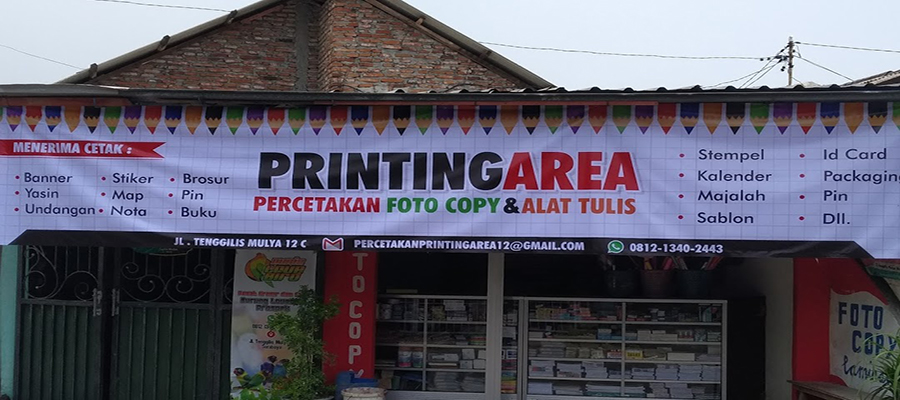 MENERIMA CETAK :
• Banner
• Yasin
• Undangan
• Stiker
• Map
• Nota
• Brosur
• Pin
• Buku
PRINTINGAREA
PERCETAKAN FOTO COPY & ALAT TULIS
• Stempel
• Kalender
• Majalah
• Sablon
• Id Card
• Packaging
• Pin
• Dll.
JL. TENGGILIS MULYA 12 C
PERCETAKANPRINTINGAREA12@GMAIL.COM
0812-1340-2443
TO COP
FOTO
COPY